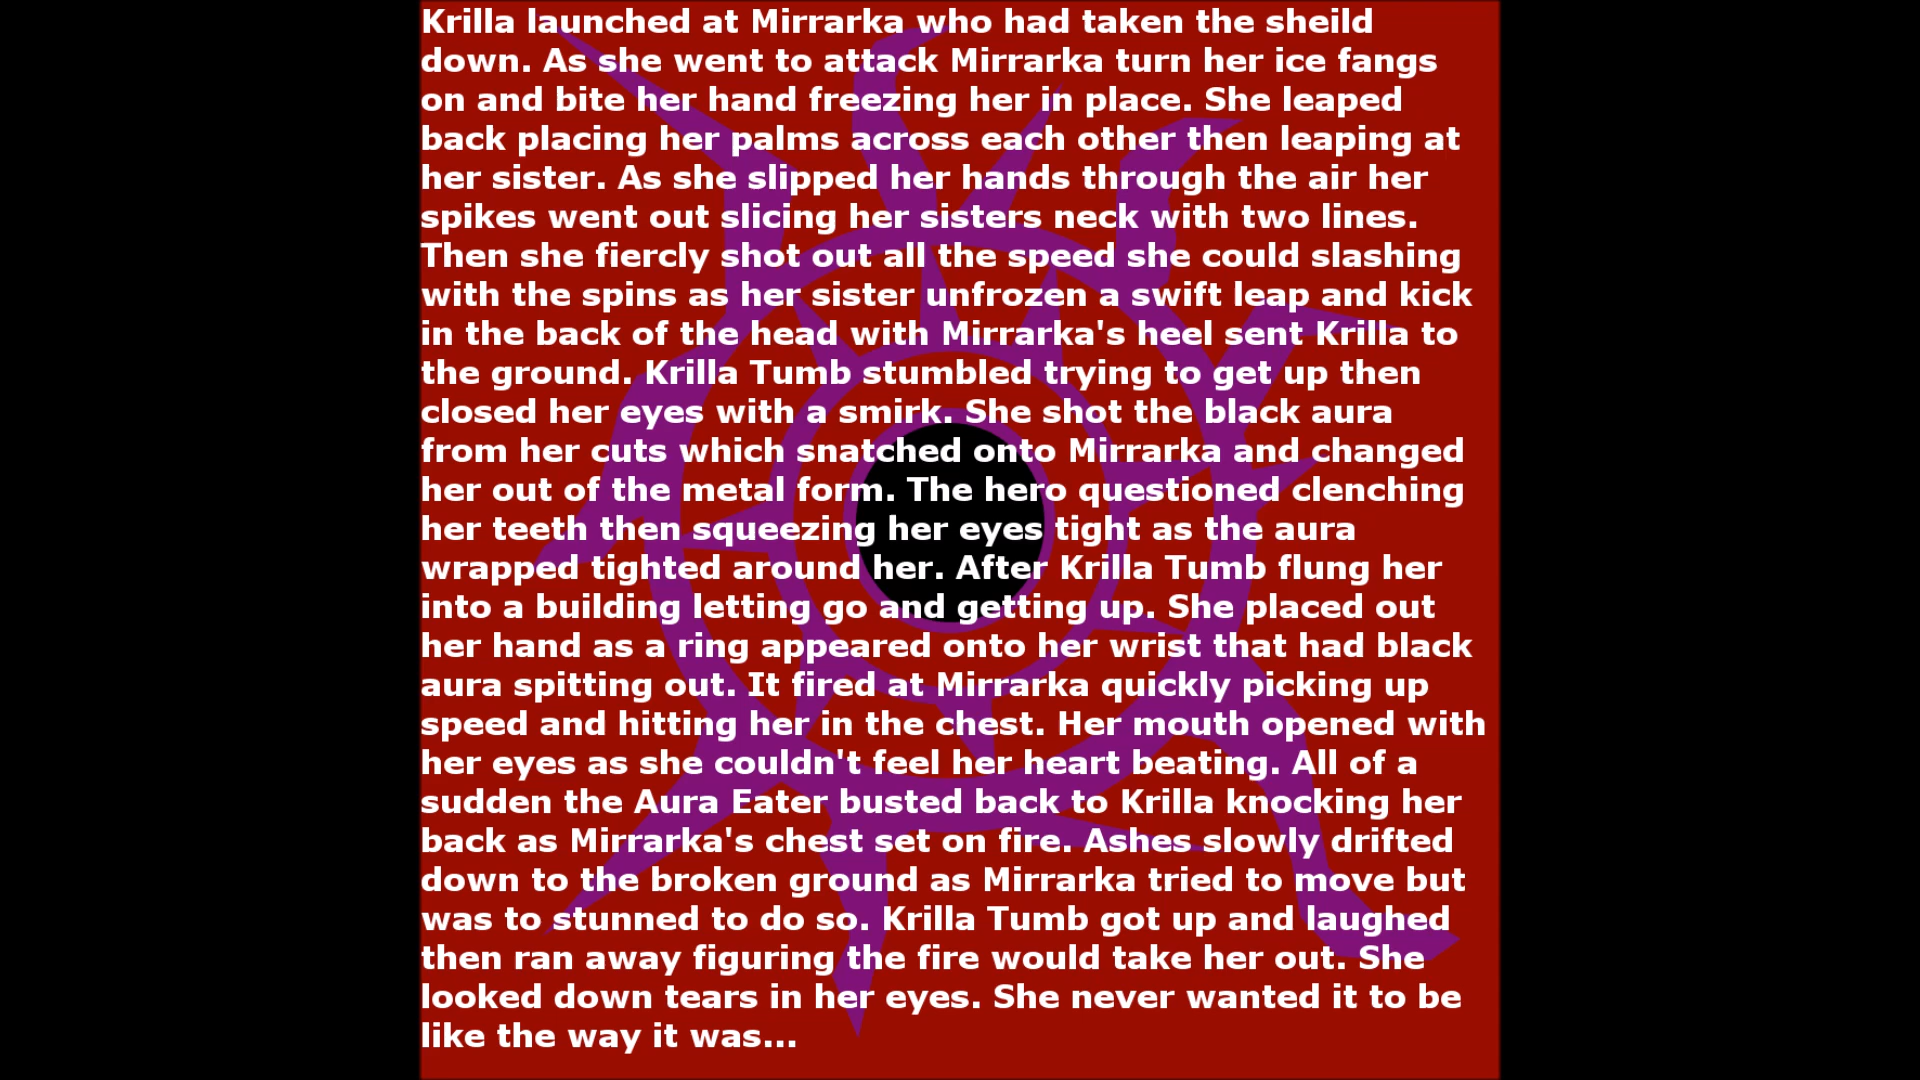 Krilla launched at Mirrarka who had taken the sheild
down. As she went to attack Mirrarka turn her ice fangs
on and bite her hand freezing her in place. She leaped
back placing her palms across each other then leaping at
her sister. As she slipped her hands through the air her
spikes went out slicing her sisters neck with two lines.
Then she fiercly shot out all the speed she could slashing
with the spins as her sister unfrozen a swift leap and kick
in the back of the head with Mirrarka's heel sent Krilla to
the ground. Krilla Tumb stumbled trying to get up then
closed her eyes with a smirk. She shot the black aura
from her cuts which snatched onto Mirrarka and changed
her out of the metal form. The hero questioned clenching
her teeth then squeezing her eyes tight as the aura
wrapped tighted around her. After Krilla Tumb flung her
into a building letting go and getting up. She placed out
her hand as a ring appeared onto her wrist that had black
aura spitting out. It fired at Mirrarka quickly picking up
speed and hitting her in the chest. Her mouth opened with
her eyes as she couldn't feel her heart beating. All of a
sudden the Aura Eater busted back to Krilla knocking her
back as Mirrarka's chest set on fire. Ashes slowly drifted
down to the broken ground as Mirrarka tried to move but
was to stunned to do so. Krilla Tumb got up and laughed
then ran away figuring the fire would take her out. She
looked down tears in her eyes. She never wanted it to be
like the way it was...